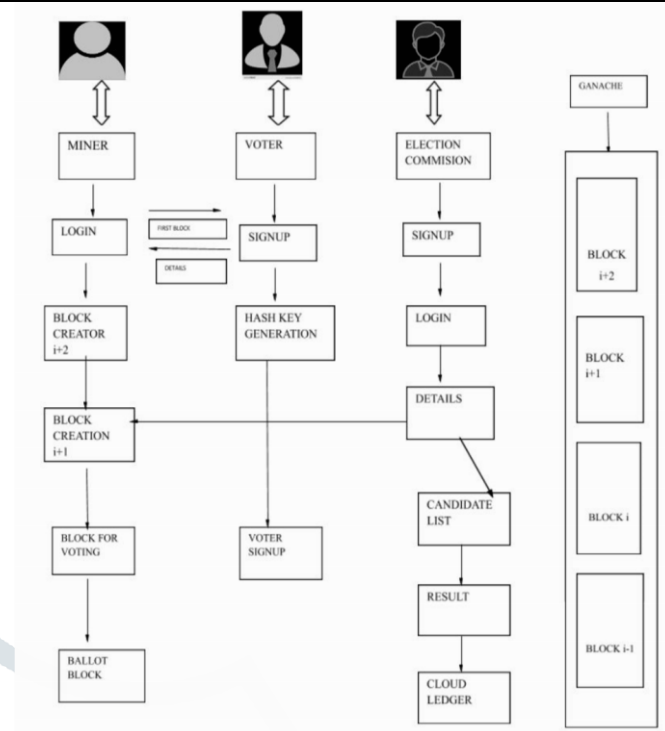 MINER
VOTER
ELECTION
COMMISION
GANACHE
LOGIN
FIRST BLOCK
DETAILS
SIGNUP
SIGNUP
BLOCK
CREATOR
i+2
HASH KEY
GENERATION
LOGIN
BLOCK
CREATION
i+1
DETAILS
BLOCK FOR
VOTING
VOTER
SIGNUP
CANDIDATE
LIST
RESULT
BALLOT
BLOCK
CLOUD
LEDGER
BLOCK
i+2
BLOCK
i+1
BLOCK i
BLOCK i-1